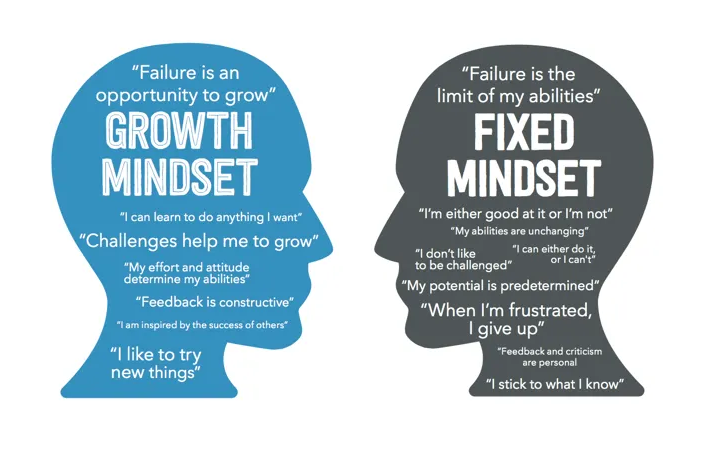 “Failure is an
opportunity to grow”
GROWTH
MINDSET
“I can learn to do anything I want”
“Challenges help me to grow”
“My effort and attitude
determine my abilities”
“Feedback is constructive”
“I am inspired by the success of others”
“I like to try
new things”
“Failure is the
limit of my abilities”
FIXED
MINDSET
“I’m either good at it or I’m not”
“My abilities are unchanging”
“I don’t like
to be challenged”
“I can either do it,
or I can’t”
“My potential is predetermined”
“When I’m frustrated,
I give up”
“Feedback and criticism
are personal
“I stick to what I know”